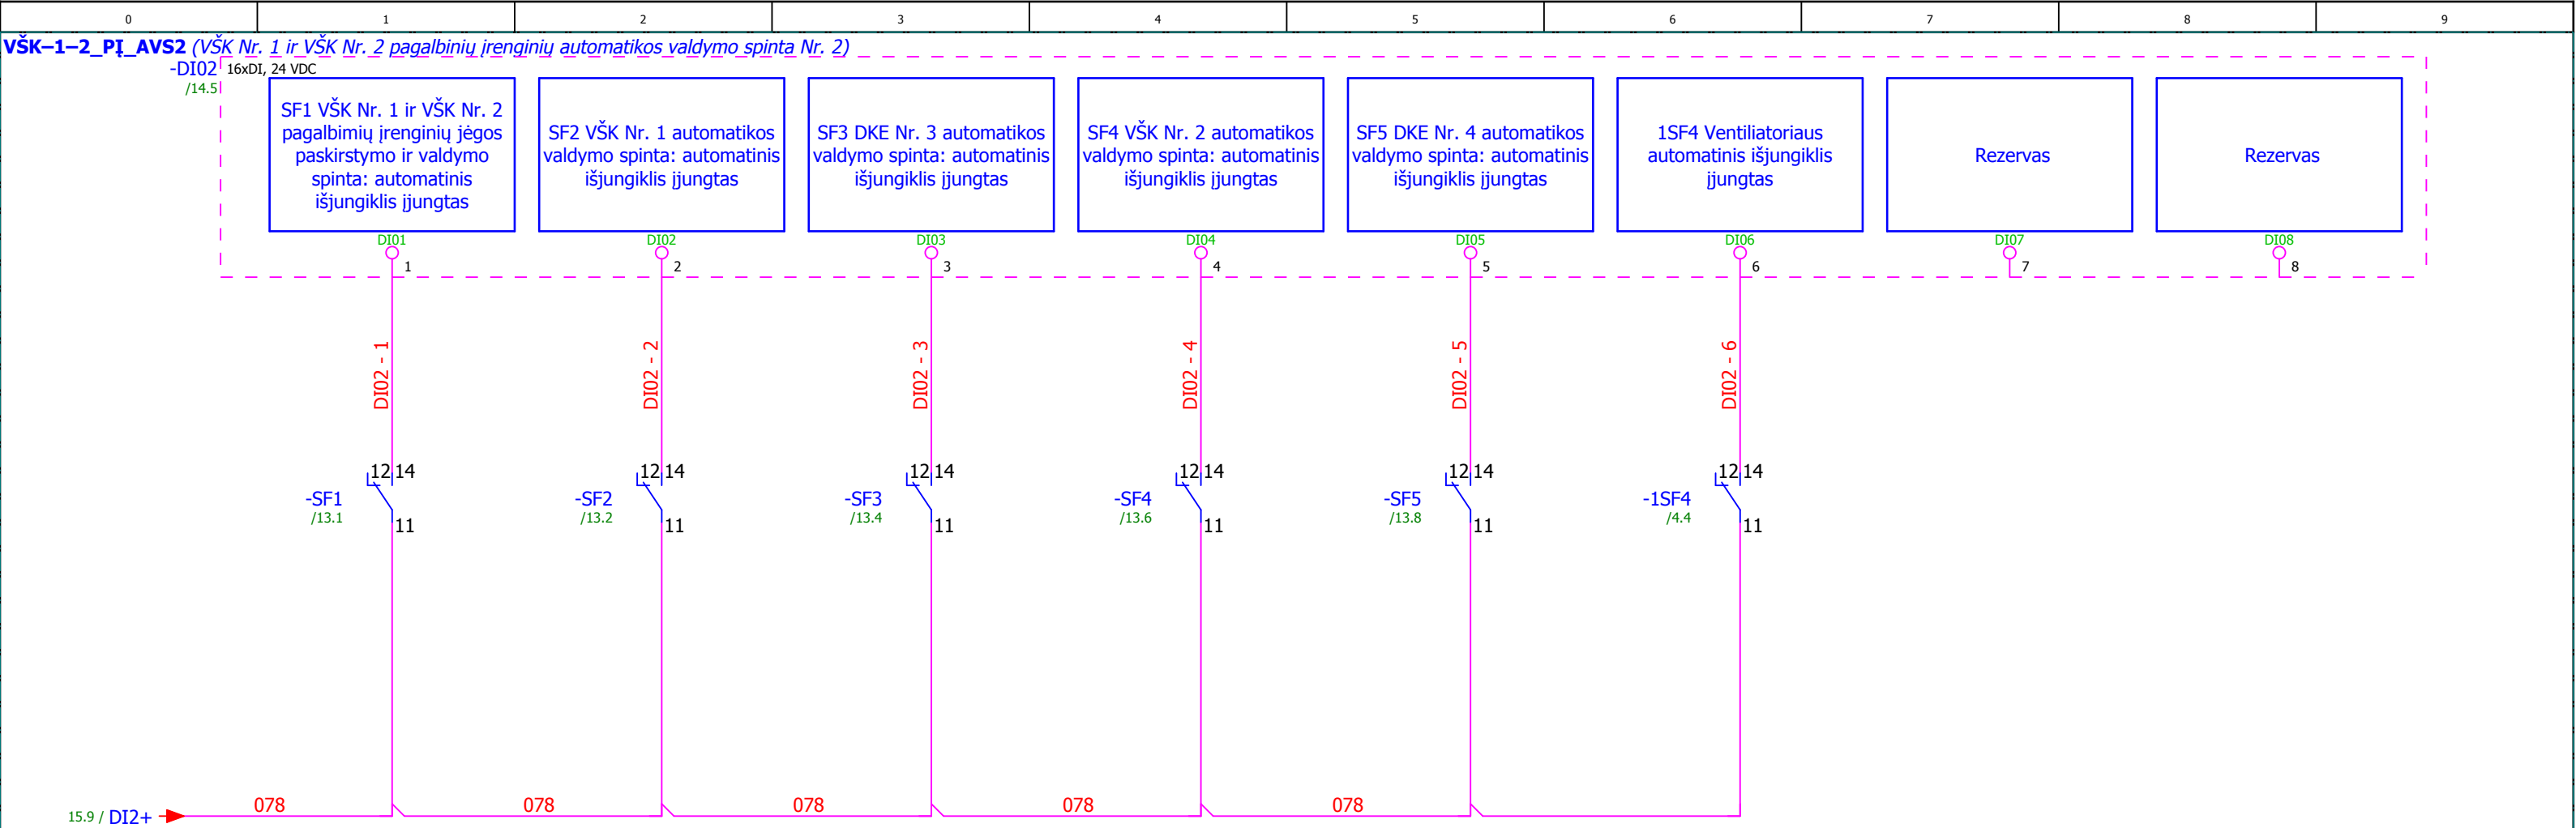 0 1 2 3 4 5 6 7 8 9
VŠK–1–2_PĮ_AVS2 (VŠK Nr. 1 ir VŠK Nr. 2 pagalbinių įrenginių automatikos valdymo spinta Nr. 2)
-DI02 16xDI, 24 VDC
/14.5
SF1 VŠK Nr. 1 ir VŠK Nr. 2
pagalbimių įrenginių jėgos
paskirstymo ir valdymo
spinta: automatinis
išjungiklis įjungtas
SF2 VŠK Nr. 1 automatikos
valdymo spinta: automatinis
išjungiklis įjungtas
SF3 DKE Nr. 3 automatikos
valdymo spinta: automatinis
išjungiklis įjungtas
SF4 VŠK Nr. 2 automatikos
valdymo spinta: automatinis
išjungiklis įjungtas
SF5 DKE Nr. 4 automatikos
valdymo spinta: automatinis
išjungiklis įjungtas
1SF4 Ventiliatoriaus
automatinis išjungiklis
įjungtas
Rezervas
Rezervas
DI01 DI02 DI03 DI04 DI05 DI06 DI07 DI08
1 2 3 4 5 6 7 8
DI02 - 1
DI02 - 2
DI02 - 3
DI02 - 4
DI02 - 5
DI02 - 6
12 14 12 14 12 14 12 14 12 14 12 14
-SF1 -SF2 -SF3 -SF4 -SF5 -1SF4
/13.1 /13.2 /13.4 /13.6 /13.8 /4.4
11 11 11 11 11 11
078 078 078 078 078
15.9 / DI2+